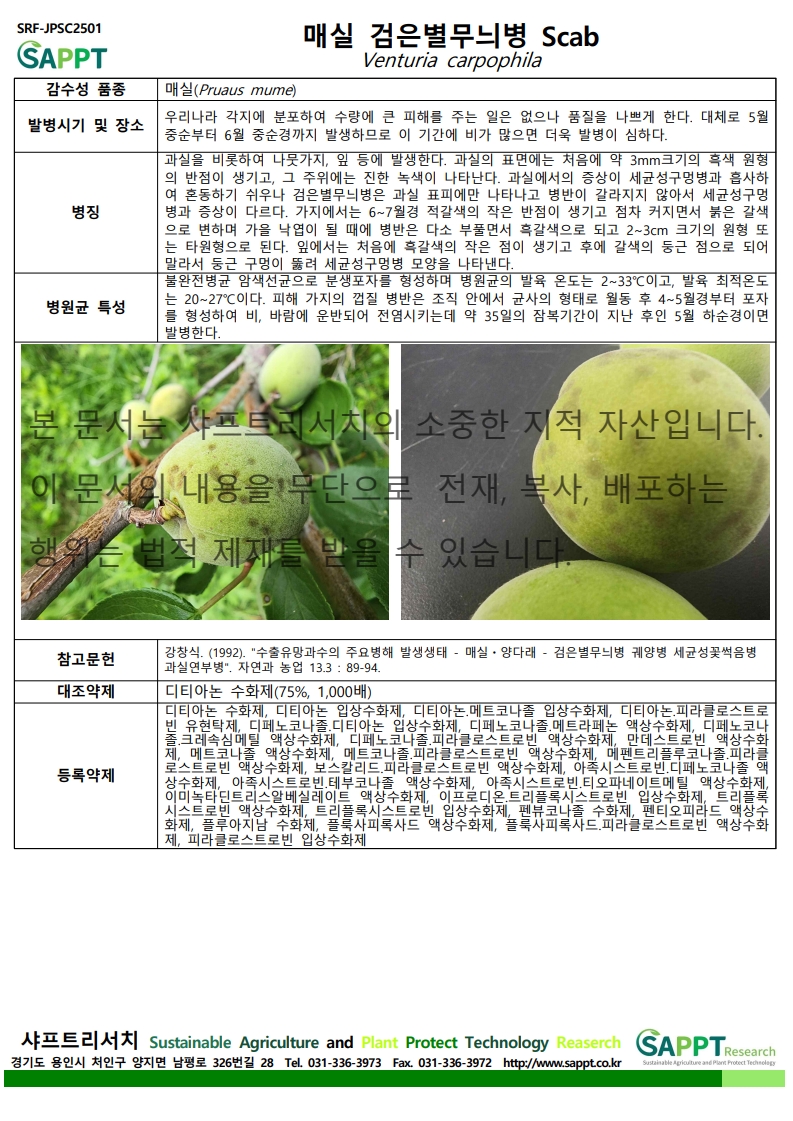 SRF-JPSC2501
SAPPT
매실 검은별무늬병 Scab
Venturia carpophila
감수성 품종
매실(Pruaus mume)
발병시기 및 장소
우리나라 각지에 분포하여 수량에 큰 피해를 주는 일은 없으나 품질을 나쁘게 한다. 대체로 5월
중순부터 6월 중순경까지 발생하므로 이 기간에 비가 많으면 더욱 발병이 심하다.
병징
과실을 비롯하여 나뭇가지, 잎 등에 발생한다. 과실의 표면에는 처음에 약 3mm크기의 흑색 원형
의 반점이 생기고, 그 주위에는 진한 녹색이 나타난다. 과실에서의 증상이 세균성구멍병과 흡사하
여 혼동하기 쉬우나 검은별무늬병은 과실 표피에만 나타나고 병반이 갈라지지 않아서 세균성구멍
병과 증상이 다르다. 가지에서는 6~7월경 적갈색의 작은 반점이 생기고 점차 커지면서 붉은 갈색
으로 변하며 가을 낙엽이 될 때에 병반은 다소 부풀면서 흑갈색으로 되고 2~3cm 크기의 원형 또
는 타원형으로 된다. 잎에서는 처음에 흑갈색의 작은 점이 생기고 후에 갈색의 둥근 점으로 되어
말라서 둥근 구멍이 뚫려 세균성구멍병 모양을 나타낸다.
병원균 특성
불완전병균 암색선균으로 분생포자를 형성하며 병원균의 발육 온도는 2~33℃이고, 발육 최적온도
는 20~27℃이다. 피해 가지의 껍질 병반은 조직 안에서 균사의 형태로 월동 후 4~5월경부터 포자
를 형성하여 비, 바람에 운반되어 전염시키는데 약 35일의 잠복기간이 지난 후인 5월 하순경이면
발병한다.
본 문서는 샤프트리서치의 소중한 지적 자산입니다.
이 문서의 내용을 무단으로 전재, 복사, 배포하는
행위는 법적 제재를 받을 수 있습니다.
참고문헌
강창식. (1992). "수출유망과수의 주요병해 발생생태 - 매실·양다래 - 검은별무늬병 궤양병 세균성꽃썩음병
과실연부병". 자연과 농업 13.3 : 89-94.
대조약제
디티아논 수화제(75%, 1,000배)
등록약제
디티아논 수화제, 디티아논 입상수화제, 디티아논.메트코나졸 입상수화제, 디티아논.피라클로스트로
빈 유현탁제, 디페노코나졸.디티아논 입상수화제, 디페노코나졸.메트라페논 액상수화제, 디페노코나
졸.크레속심메틸 액상수화제, 디페노코나졸.피라클로스트로빈 액상수화제, 만데스트로빈 액상수화
제, 메트코나졸 액상수화제, 메트코나졸.피라클로스트로빈 액상수화제, 메펜트리플루코나졸.피라클
로스트로빈 액상수화제, 보스칼리드.피라클로스트로빈 액상수화제, 아족시스트로빈.디페노코나졸 액
상수화제, 아족시스트로빈.테부코나졸 액상수화제, 아족시스트로빈.티오파네이트메틸 액상수화제,
이미녹타딘트리스알베실레이트 액상수화제, 이프로디온.트리플록시스트로빈 입상수화제, 트리플록
시스트로빈 액상수화제, 트리플록시스트로빈 입상수화제, 펜뷰코나졸 수화제, 펜티오피라드 액상수
화제, 플루아지남 수화제, 플룩사피록사드 액상수화제, 플룩사피록사드.피라클로스트로빈 액상수화
제, 피라클로스트로빈 입상수화제
샤프트리서치 Sustainable Agriculture and Plant Protect Technology Reaserch
경기도 용인시 처인구 양지면 남평로 326번길 28 Tel. 031-336-3973 Fax. 031-336-3972 http://www.sappt.co.kr
SAPPT Research
Sustainable Agriculture and Plant Protect Technology